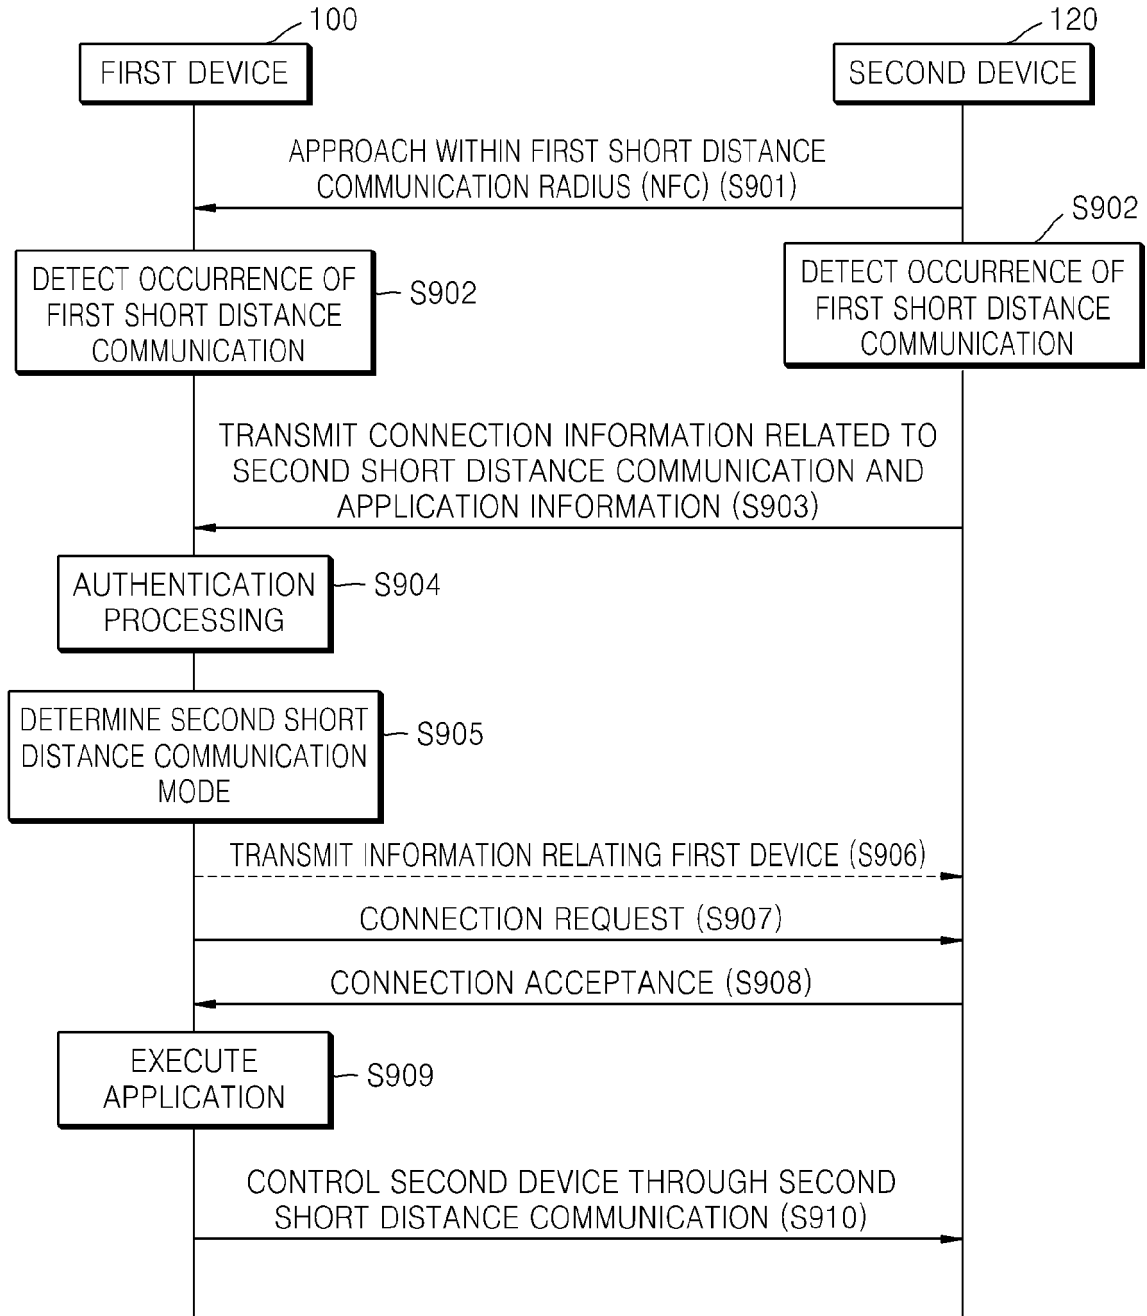 100
120
FIRST DEVICE
SECOND DEVICE
APPROACH WITHIN FIRST SHORT DISTANCE
COMMUNICATION RADIUS (NFC) (S901)
S902
DETECT OCCURRENCE OF
FIRST SHORT DISTANCE
COMMUNICATION
S902
DETECT OCCURRENCE OF
FIRST SHORT DISTANCE
COMMUNICATION
TRANSMIT CONNECTION INFORMATION RELATED TO
SECOND SHORT DISTANCE COMMUNICATION AND
APPLICATION INFORMATION (S903)
AUTHENTICATION
PROCESSING
S904
DETERMINE SECOND SHORT
DISTANCE COMMUNICATION
MODE
S905
TRANSMIT INFORMATION RELATING FIRST DEVICE (S906)
CONNECTION REQUEST (S907)
CONNECTION ACCEPTANCE (S908)
EXECUTE
APPLICATION
S909
CONTROL SECOND DEVICE THROUGH SECOND
SHORT DISTANCE COMMUNICATION (S910)